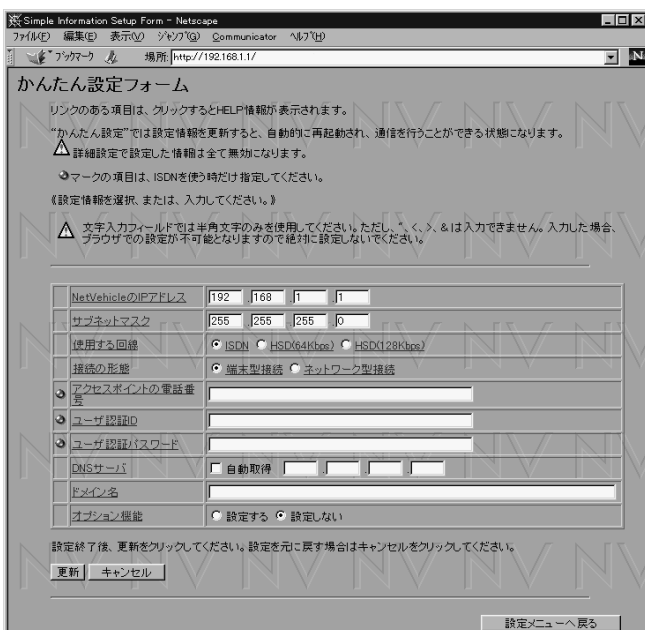 Simple Information Setup Form - Netscape
ファイル(F) 編集(E) 表示(V) ジャンプ(G) Communicator ヘルプ(H)
ブックマーク 場所: http://192.168.1.1/ N
かんたん設定フォーム
リンクのある項目は、クリックするとHELP情報が表示されます。
“かんたん設定”では設定情報を更新すると、自動的に再起動され、通信を行うことができる状態になります。
詳細設定で設定した情報は全て無効になります。
マークの項目は、ISDNを使う時だけ指定してください。
《設定情報を選択、または、入力してください。》
文字入力フィールドでは半角文字のみを使用してください。ただし、"、<、>、&は入力できません。入力した場合、
ブラウザでの設定が不可能となりますので絶対に設定しないでください。
NetVehicleのIPアドレス 192 .168 .1 .1
サブネットマスク 255 .255 .255 .0
使用する回線 ISDN HSD(64Kbps) HSD(128Kbps)
接続の形態 端末型接続 ネットワーク型接続
アクセスポイントの電話番
号
ユーザ認証ID
ユーザ認証パスワード
DNSサーバ 自動取得 . . .
ドメイン名
オプション機能 設定する 設定しない
設定終了後、更新をクリックしてください。設定を元に戻す場合はキャンセルをクリックしてください。
更新 キャンセル
設定メニューへ戻る